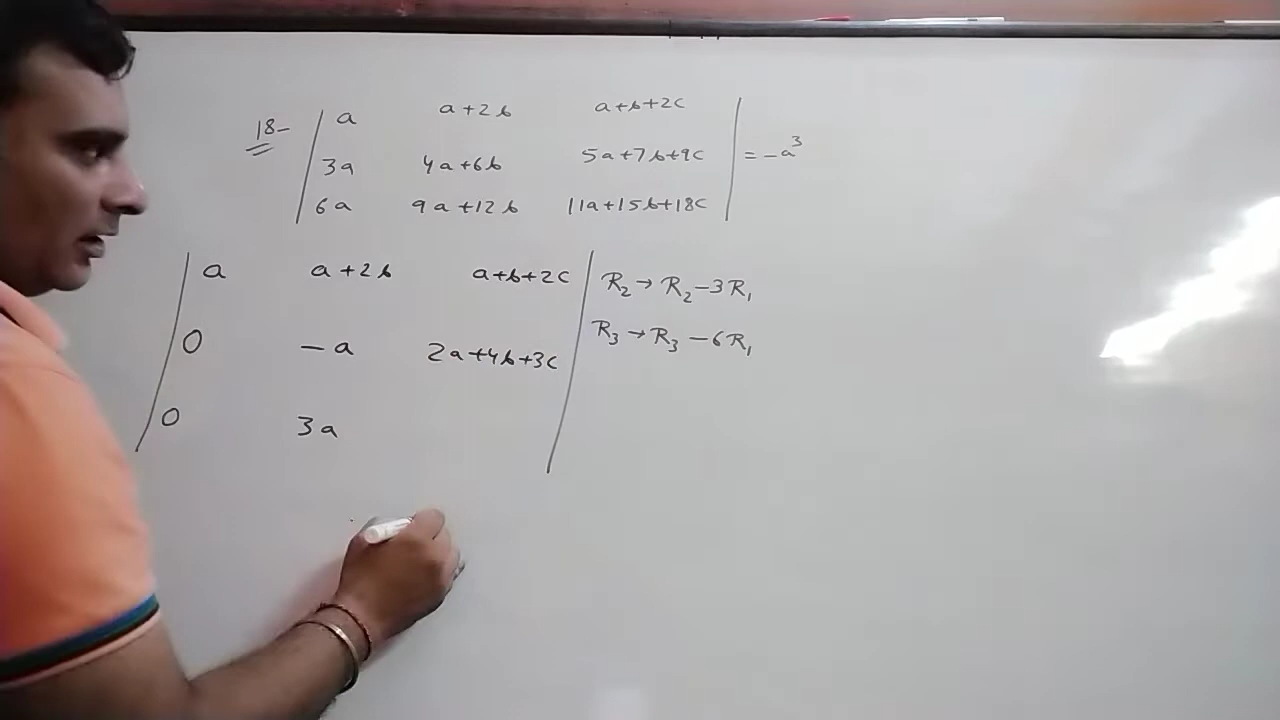 18- | a a+2b a+b+2c |
| 3a 4a+6b 5a+7b+9c | = -a³
| 6a 9a+12b 11a+15b+18c |
| a a+2b a+b+2c | R₂→R₂-3R₁
| 0 -a 2a+4b+3c | R₃→R₃-6R₁
| 0 3a |